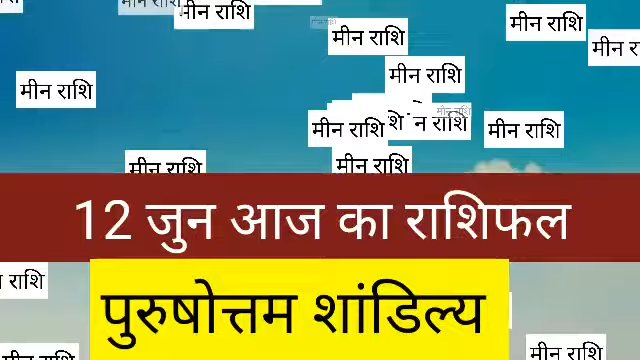 मीन राशि
मीन राशि
मीन राशि
मीन राशि
मीन र
मीन राशि
मीन राशि
मीन राशि
शि
न राशि
मीन राशि
मीन राशि
मीन राशि
मीन राशि
12 जुन आज का राशिफल
राशि
पुरुषोत्तम शांडिल्य
मीन राशि
मीन राशि